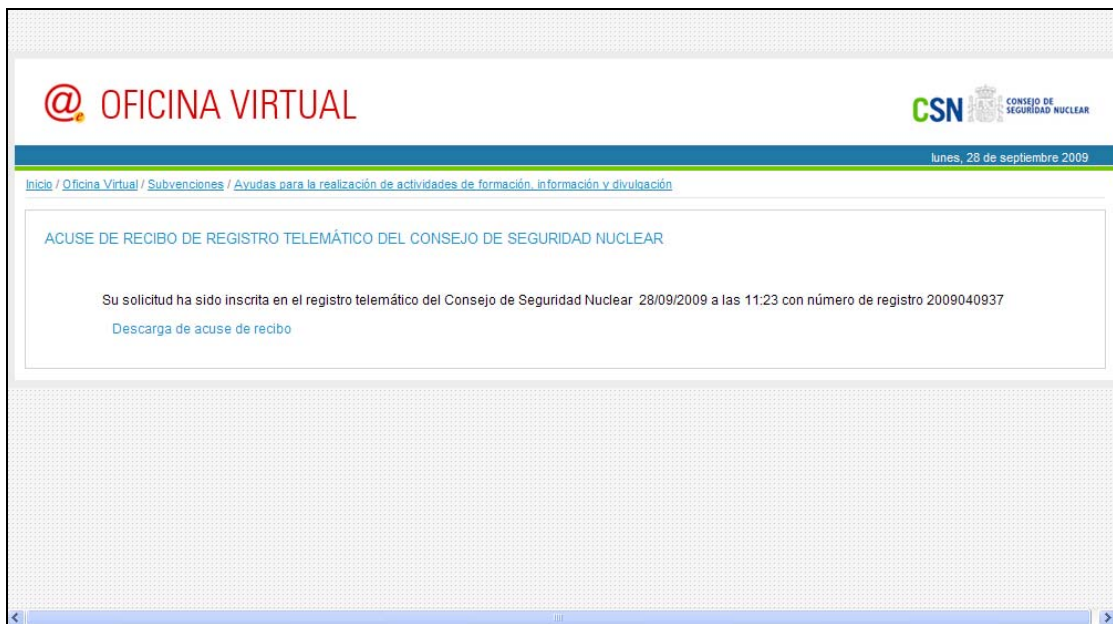 @e OFICINA VIRTUAL
CSN CONSEJO DE
SEGURIDAD NUCLEAR
lunes, 28 de septiembre 2009
Inicio / Oficina Virtual / Subvenciones / Ayudas para la realización de actividades de formación, información y divulgación
ACUSE DE RECIBO DE REGISTRO TELEMÁTICO DEL CONSEJO DE SEGURIDAD NUCLEAR
Su solicitud ha sido inscrita en el registro telemático del Consejo de Seguridad Nuclear 28/09/2009 a las 11:23 con número de registro 2009040937
Descarga de acuse de recibo